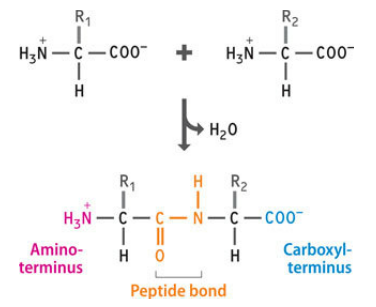 R₁ R₂
H₃N⁺ — C — COO⁻ + H₃N⁺ — C — COO⁻
H H
H₂O
R₁ H R₂
H₃N⁺ — C — C — N — C — COO⁻
H O H
Amino-
terminus
Carboxyl-
terminus
Peptide bond